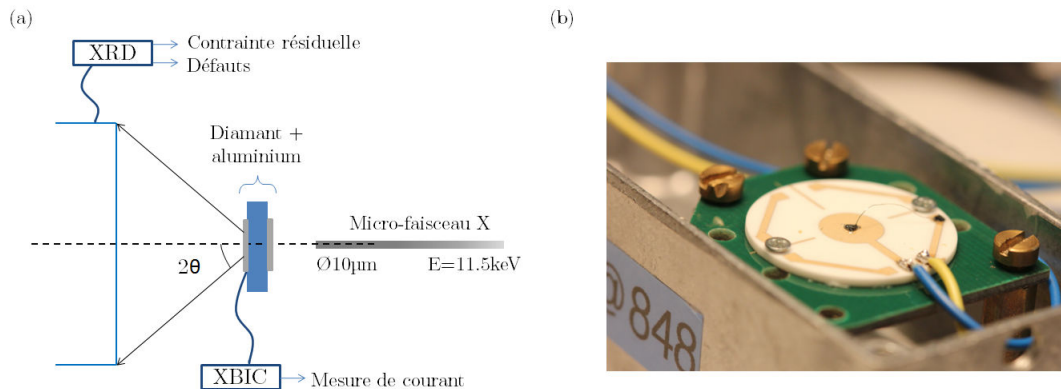 (a)
XRD
Contrainte résiduelle
Défauts
Diamant +
aluminium
Micro-faisceau X
2θ
Ø10µm
E=11.5keV
XBIC
Mesure de courant
(b)
@848